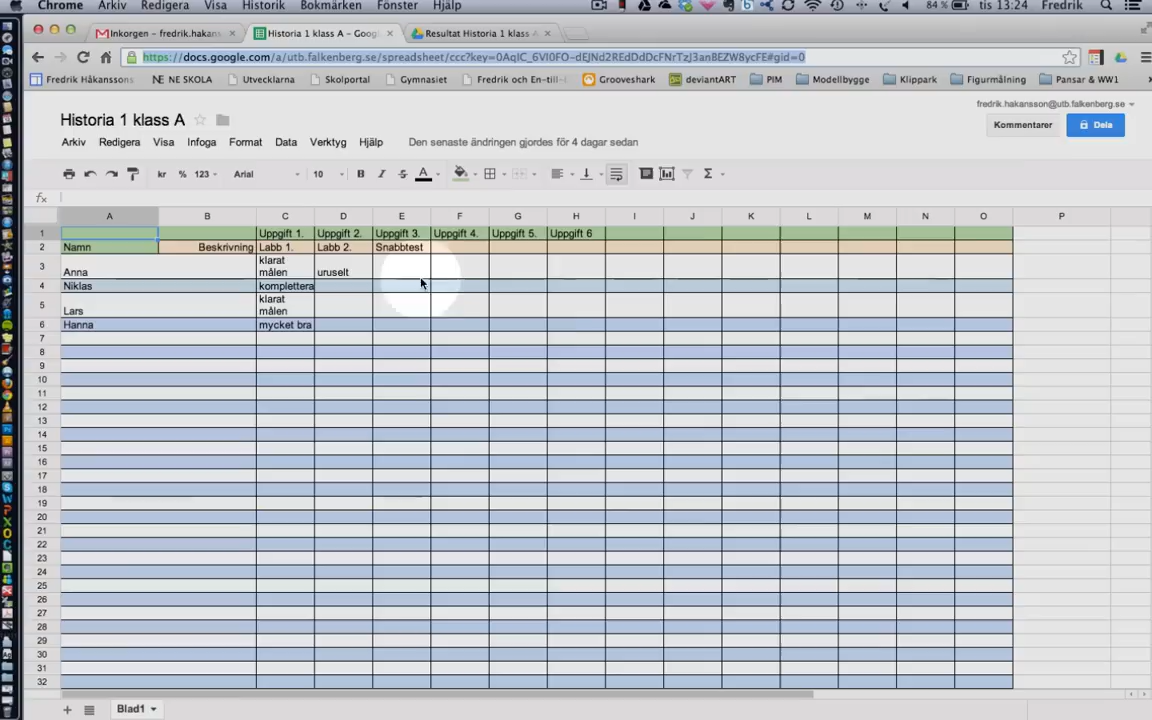 Chrome Arkiv Redigera Visa Historik Bokmärken Fönster Hjälp 84 % tis 13:24 Fredrik
Inkorgen – fredrik.hakans Historia 1 klass A – Goog Resultat Historia 1 klass
https://docs.google.com/a/utb.falkenberg.se/spreadsheet/ccc?key=0AqIC_6VI0FO-dEJNd2REdDdDcFNrTzJ3anBEZW8ycFE#gid=0
Fredrik Håkanssons NE SKOLA Utvecklarna Skolportal Gymnasiet Fredrik och En-till- Grooveshark deviantART PIM Modellbygge Klippark Figurmålning Pansar & WW1
fredrik.hakansson@utb.falkenberg.se
Historia 1 klass A
Kommentarer Dela
Arkiv Redigera Visa Infoga Format Data Verktyg Hjälp Den senaste ändringen gjordes för 4 dagar sedan
kr % 123 Arial 10 B I S A Σ
fx
A B C D E F G H I J K L M N O P
1 Uppgift 1. Uppgift 2. Uppgift 3. Uppgift 4. Uppgift 5. Uppgift 6
2 Namn Beskrivning Labb 1. Labb 2. Snabbtest
3 Anna klarat målen uruselt
4 Niklas komplettera
5 Lars klarat målen
6 Hanna mycket bra
7
8
9
10
11
12
13
14
15
16
17
18
19
20
21
22
23
24
25
26
27
28
29
30
31
32
Blad1